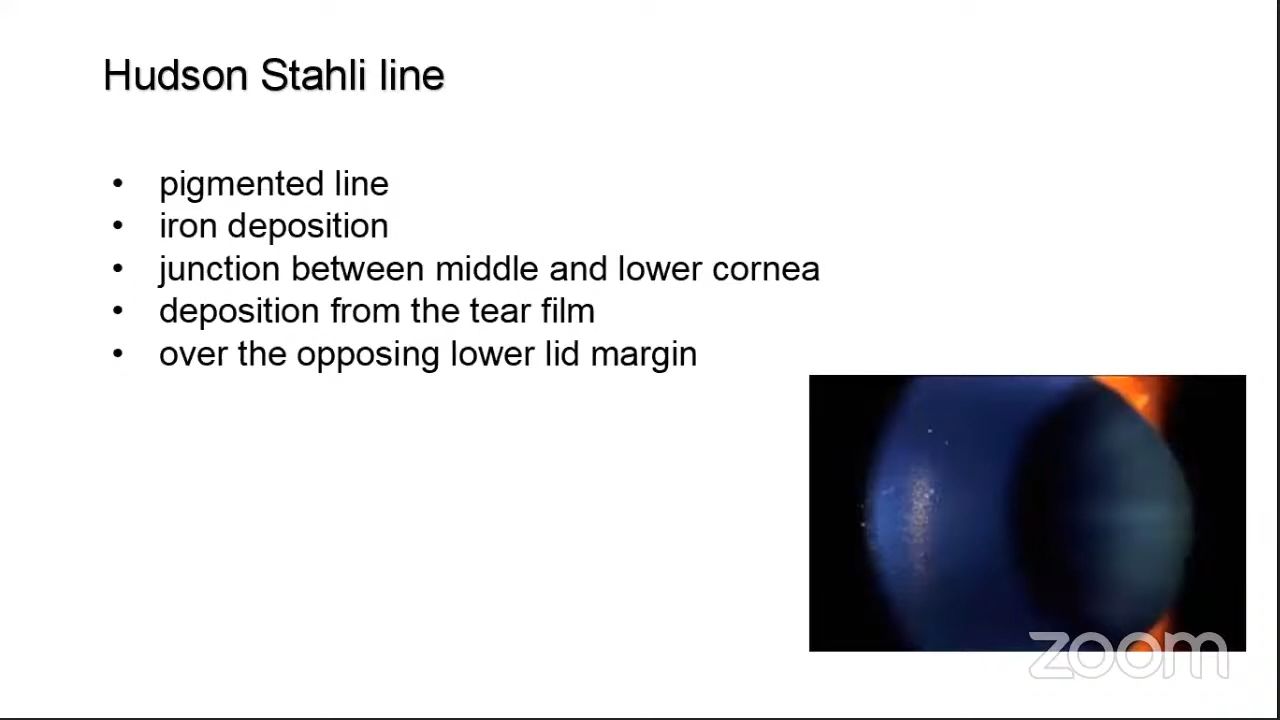 Hudson Stahli line
• pigmented line
• iron deposition
• junction between middle and lower cornea
• deposition from the tear film
• over the opposing lower lid margin
zoom